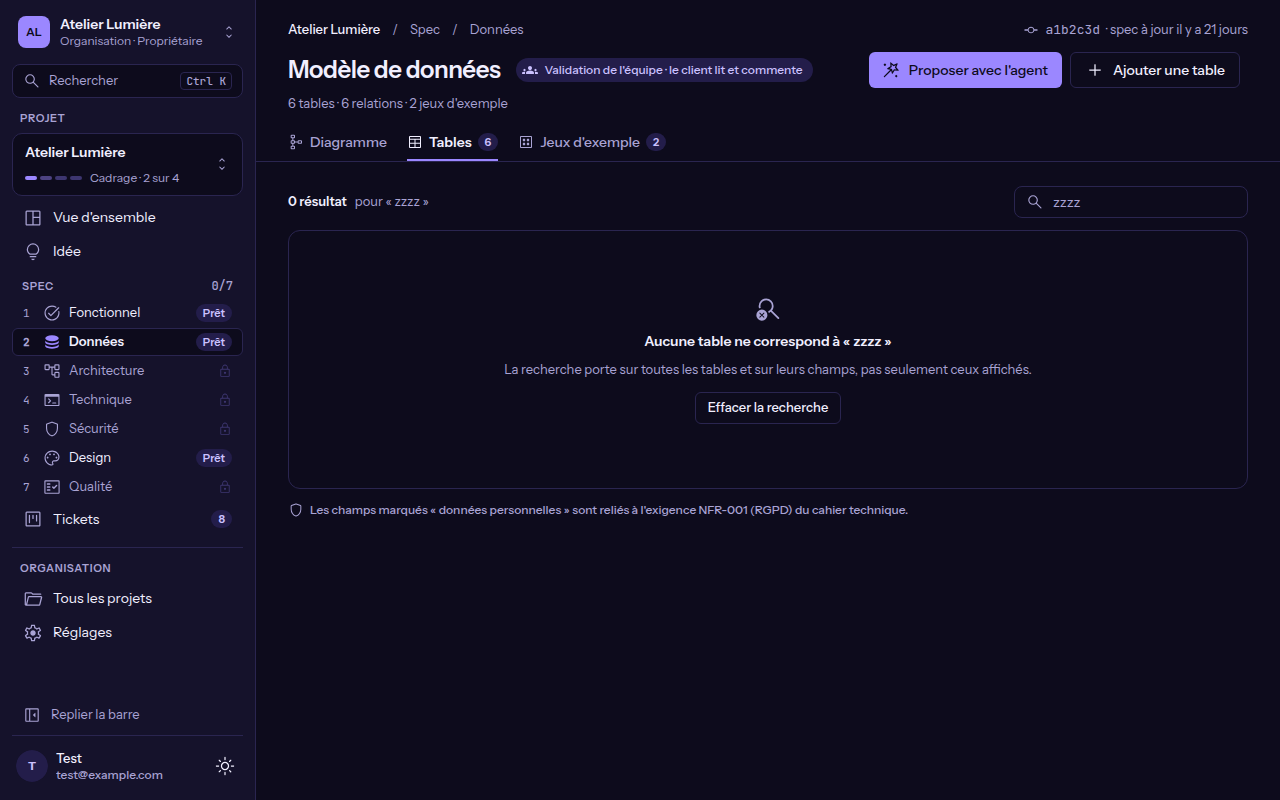 AL
Atelier Lumière
Organisation · Propriétaire
Rechercher
Ctrl K
PROJET
Atelier Lumière
Cadrage · 2 sur 4
Vue d'ensemble
Idée
SPEC 0/7
1 Fonctionnel Prêt
2 Données Prêt
3 Architecture
4 Technique
5 Sécurité
6 Design Prêt
7 Qualité
Tickets 8
ORGANISATION
Tous les projets
Réglages
Replier la barre
T
Test
test@example.com
Atelier Lumière / Spec / Données
a1b2c3d · spec à jour il y a 21 jours
Modèle de données
Validation de l'équipe · le client lit et commente
Proposer avec l'agent
Ajouter une table
6 tables · 6 relations · 2 jeux d'exemple
Diagramme
Tables 6
Jeux d'exemple 2
0 résultat pour « zzzz »
zzzz
Aucune table ne correspond à « zzzz »
La recherche porte sur toutes les tables et sur leurs champs, pas seulement ceux affichés.
Effacer la recherche
Les champs marqués « données personnelles » sont reliés à l'exigence NFR-001 (RGPD) du cahier technique.